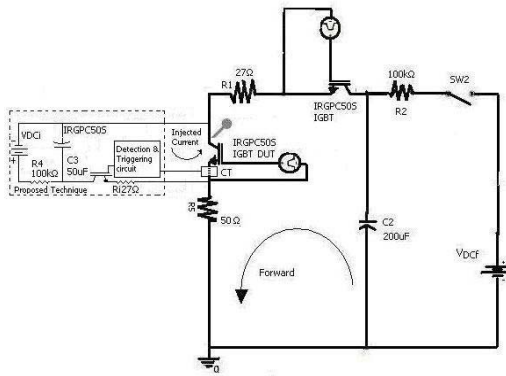 27Ω
R1
IRGPC50S
IGBT
100kΩ
R2
SW2
IRGPC50S
VDCi
C3
50uF
R4
100kΩ
Detection &
Triggering
circuit
Ri27Ω
Proposed Technique
Injected
Current
IRGPC50S
IGBT DUT
CT
R5
50Ω
Forward
C2
200uF
VDCf
0